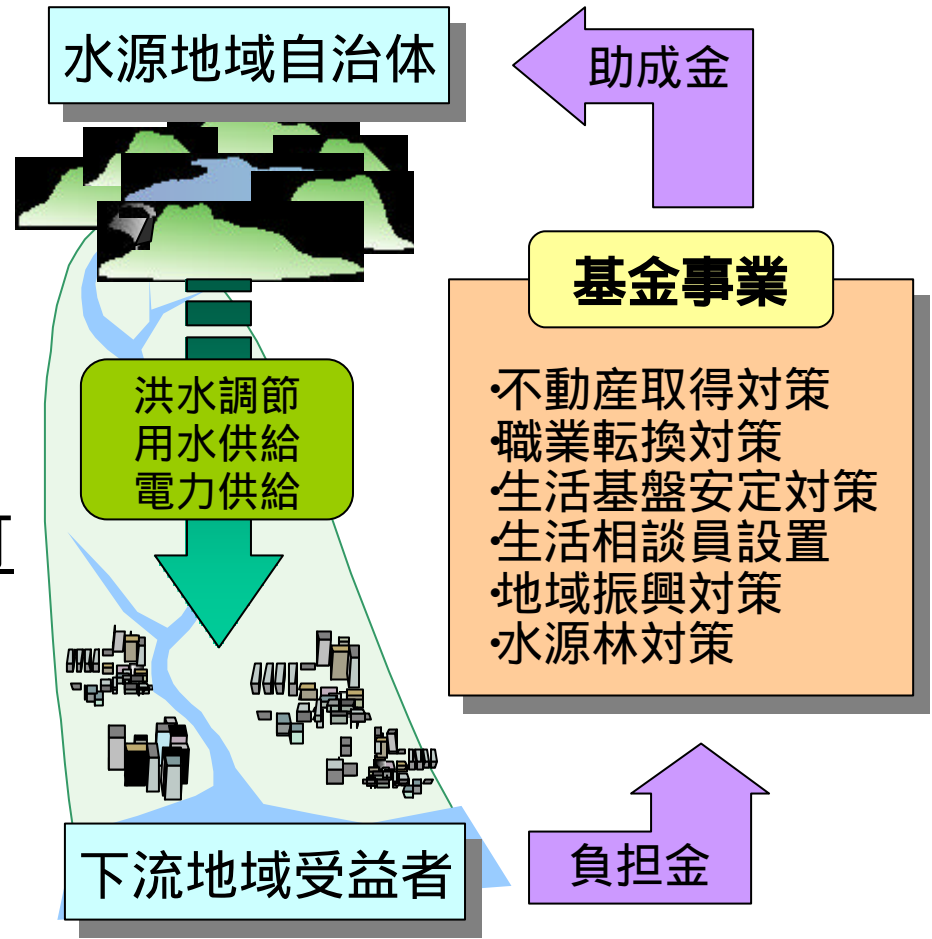 水源地域自治体
助成金
基金事業
・不動産取得対策
・職業転換対策
・生活基盤安定対策
・生活相談員設置
・地域振興対策
・水源林対策
洪水調節
用水供給
電力供給
下流地域受益者
負担金